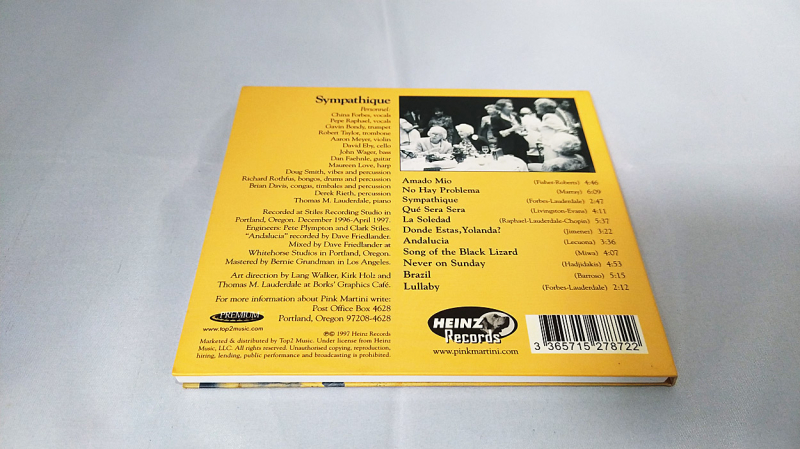 Sympathique
Personnel:
China Forbes, vocals
Pepe Raphael, vocals
Gavin Bondy, trumpet
Robert Taylor, trombone
Aaron Meyer, violin
David Eby, cello
John Wager, bass
Dan Faehnle, guitar
Maureen Love, harp
Doug Smith, vibes and percussion
Richard Rothfus, bongos, drums and percussion
Brian Davis, congas, timbales and percussion
Derek Rieth, percussion
Thomas M. Lauderdale, piano
Recorded at Stiles Recording Studio in
Portland, Oregon. December 1996-April 1997.
Engineers: Pete Plympton and Clark Stiles.
"Andalucia" recorded by Dave Friedlander.
Mixed by Dave Friedlander at
Whitehorse Studios in Portland, Oregon.
Mastered by Bernie Grundman in Los Angeles.
Art direction by Lang Walker, Kirk Holz and
Thomas M. Lauderdale at Borks' Graphics Café.
For more information about Pink Martini write:
Post Office Box 4628
Portland, Oregon 97208-4628
PREMIUM
www.top2music.com
℗© 1997 Heinz Records
Marketed & distributed by Top2 Music. Under license from Heinz
Music, LLC. All rights reserved. Unauthorised copying, reproduction,
hiring, lending, public performance and broadcasting is prohibited.
Amado Mio (Fisher-Roberts) 4:46
No Hay Problema (Murray) 6:09
Sympathique (Forbes-Lauderdale) 2:47
Qué Sera Sera (Livingston-Evans) 4:11
La Soledad (Raphael-Lauderdale-Chopin) 5:37
Donde Estas,Yolanda? (Jimenez) 3:22
Andalucia (Lecuona) 3:36
Song of the Black Lizard (Miwa) 4:07
Never on Sunday (Hadjidakis) 4:53
Brazil (Barroso) 5:15
Lullaby (Forbes-Lauderdale) 2:12
HEINZ
Records
www.pinkmartini.com
3 365715 278722